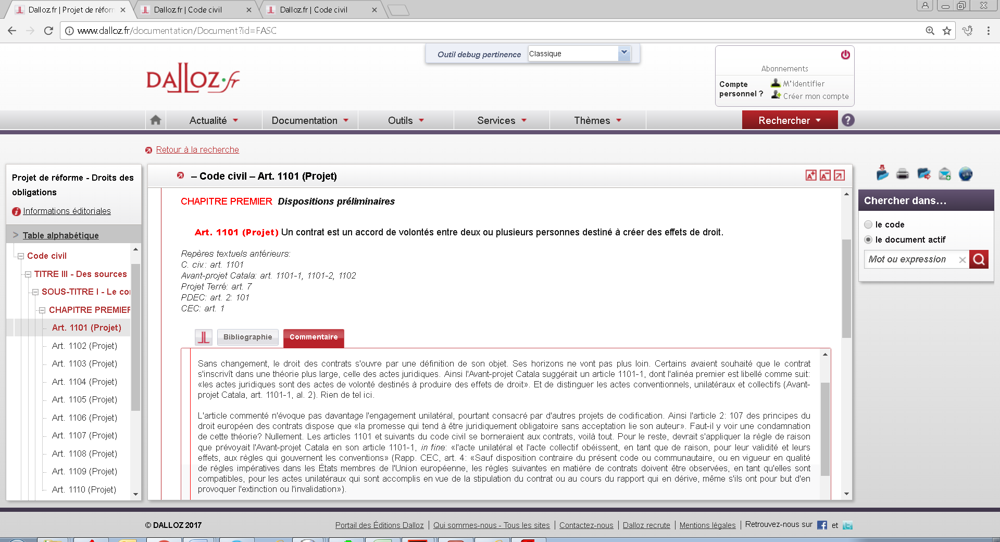 Dalloz.fr | Projet de réforr
Dalloz.fr | Code civil
Dalloz.fr | Code civil
www.dalloz.fr/documentation/Document?id=FASC
Outil debug pertinence Classique
DALLOZ.fr
Abonnements
Compte personnel ?
M'identifier
Créer mon compte
Actualité Documentation Outils Services Thèmes Rechercher ?
Retour à la recherche
Projet de réforme - Droits des
obligations
Informations éditoriales
> Table alphabétique
Code civil
TITRE III - Des sources
SOUS-TITRE I - Le co
CHAPITRE PREMIER
Art. 1101 (Projet)
Art. 1102 (Projet)
Art. 1103 (Projet)
Art. 1104 (Projet)
Art. 1105 (Projet)
Art. 1106 (Projet)
Art. 1107 (Projet)
Art. 1108 (Projet)
Art. 1109 (Projet)
Art. 1110 (Projet)
– Code civil – Art. 1101 (Projet)
A+ A-
CHAPITRE PREMIER Dispositions préliminaires
Art. 1101 (Projet) Un contrat est un accord de volontés entre deux ou plusieurs personnes destiné à créer des effets de droit.
Repères textuels antérieurs:
C. civ.: art. 1101
Avant-projet Catala: art. 1101-1, 1101-2, 1102
Projet Terré: art. 7
PDEC: art. 2: 101
CEC: art. 1
Bibliographie Commentaire
Sans changement, le droit des contrats s'ouvre par une définition de son objet. Ses horizons ne vont pas plus loin. Certains avaient souhaité que le contrat
s'inscrivît dans une théorie plus large, celle des actes juridiques. Ainsi l'Avant-projet Catala suggérait un article 1101-1, dont l'alinéa premier est libellé comme suit:
«les actes juridiques sont des actes de volonté destinés à produire des effets de droit». Et de distinguer les actes conventionnels, unilatéraux et collectifs (Avant-
projet Catala, art. 1101-1, al. 2). Rien de tel ici.
L'article commenté n'évoque pas davantage l'engagement unilatéral, pourtant consacré par d'autres projets de codification. Ainsi l'article 2: 107 des principes du
droit européen des contrats dispose que «la promesse qui tend à être juridiquement obligatoire sans acceptation lie son auteur». Faut-il y voir une condamnation
de cette théorie? Nullement. Les articles 1101 et suivants du code civil se borneraient aux contrats, voilà tout. Pour le reste, devrait s'appliquer la règle de raison
que prévoyait l'Avant-projet Catala en son article 1101-1, in fine: «l'acte unilatéral et l'acte collectif obéissent, en tant que de raison, pour leur validité et leurs
effets, aux règles qui gouvernent les conventions» (Rapp. CEC, art. 4: «Sauf disposition contraire du présent code ou communautaire, ou en vigueur en qualité
de règles impératives dans les États membres de l'Union européenne, les règles suivantes en matière de contrats doivent être observées, en tant qu'elles sont
compatibles, pour les actes unilatéraux qui sont accomplis en vue de la stipulation du contrat ou au cours du rapport qui en dérive, même s'ils ont pour but d'en
provoquer l'extinction ou l'invalidation»).
Chercher dans...
le code
le document actif
Mot ou expression
© DALLOZ 2017
Portail des Éditions Dalloz | Qui sommes-nous - Tous les sites | Contactez-nous | Dalloz recrute | Mentions légales | Retrouvez-nous sur f et t